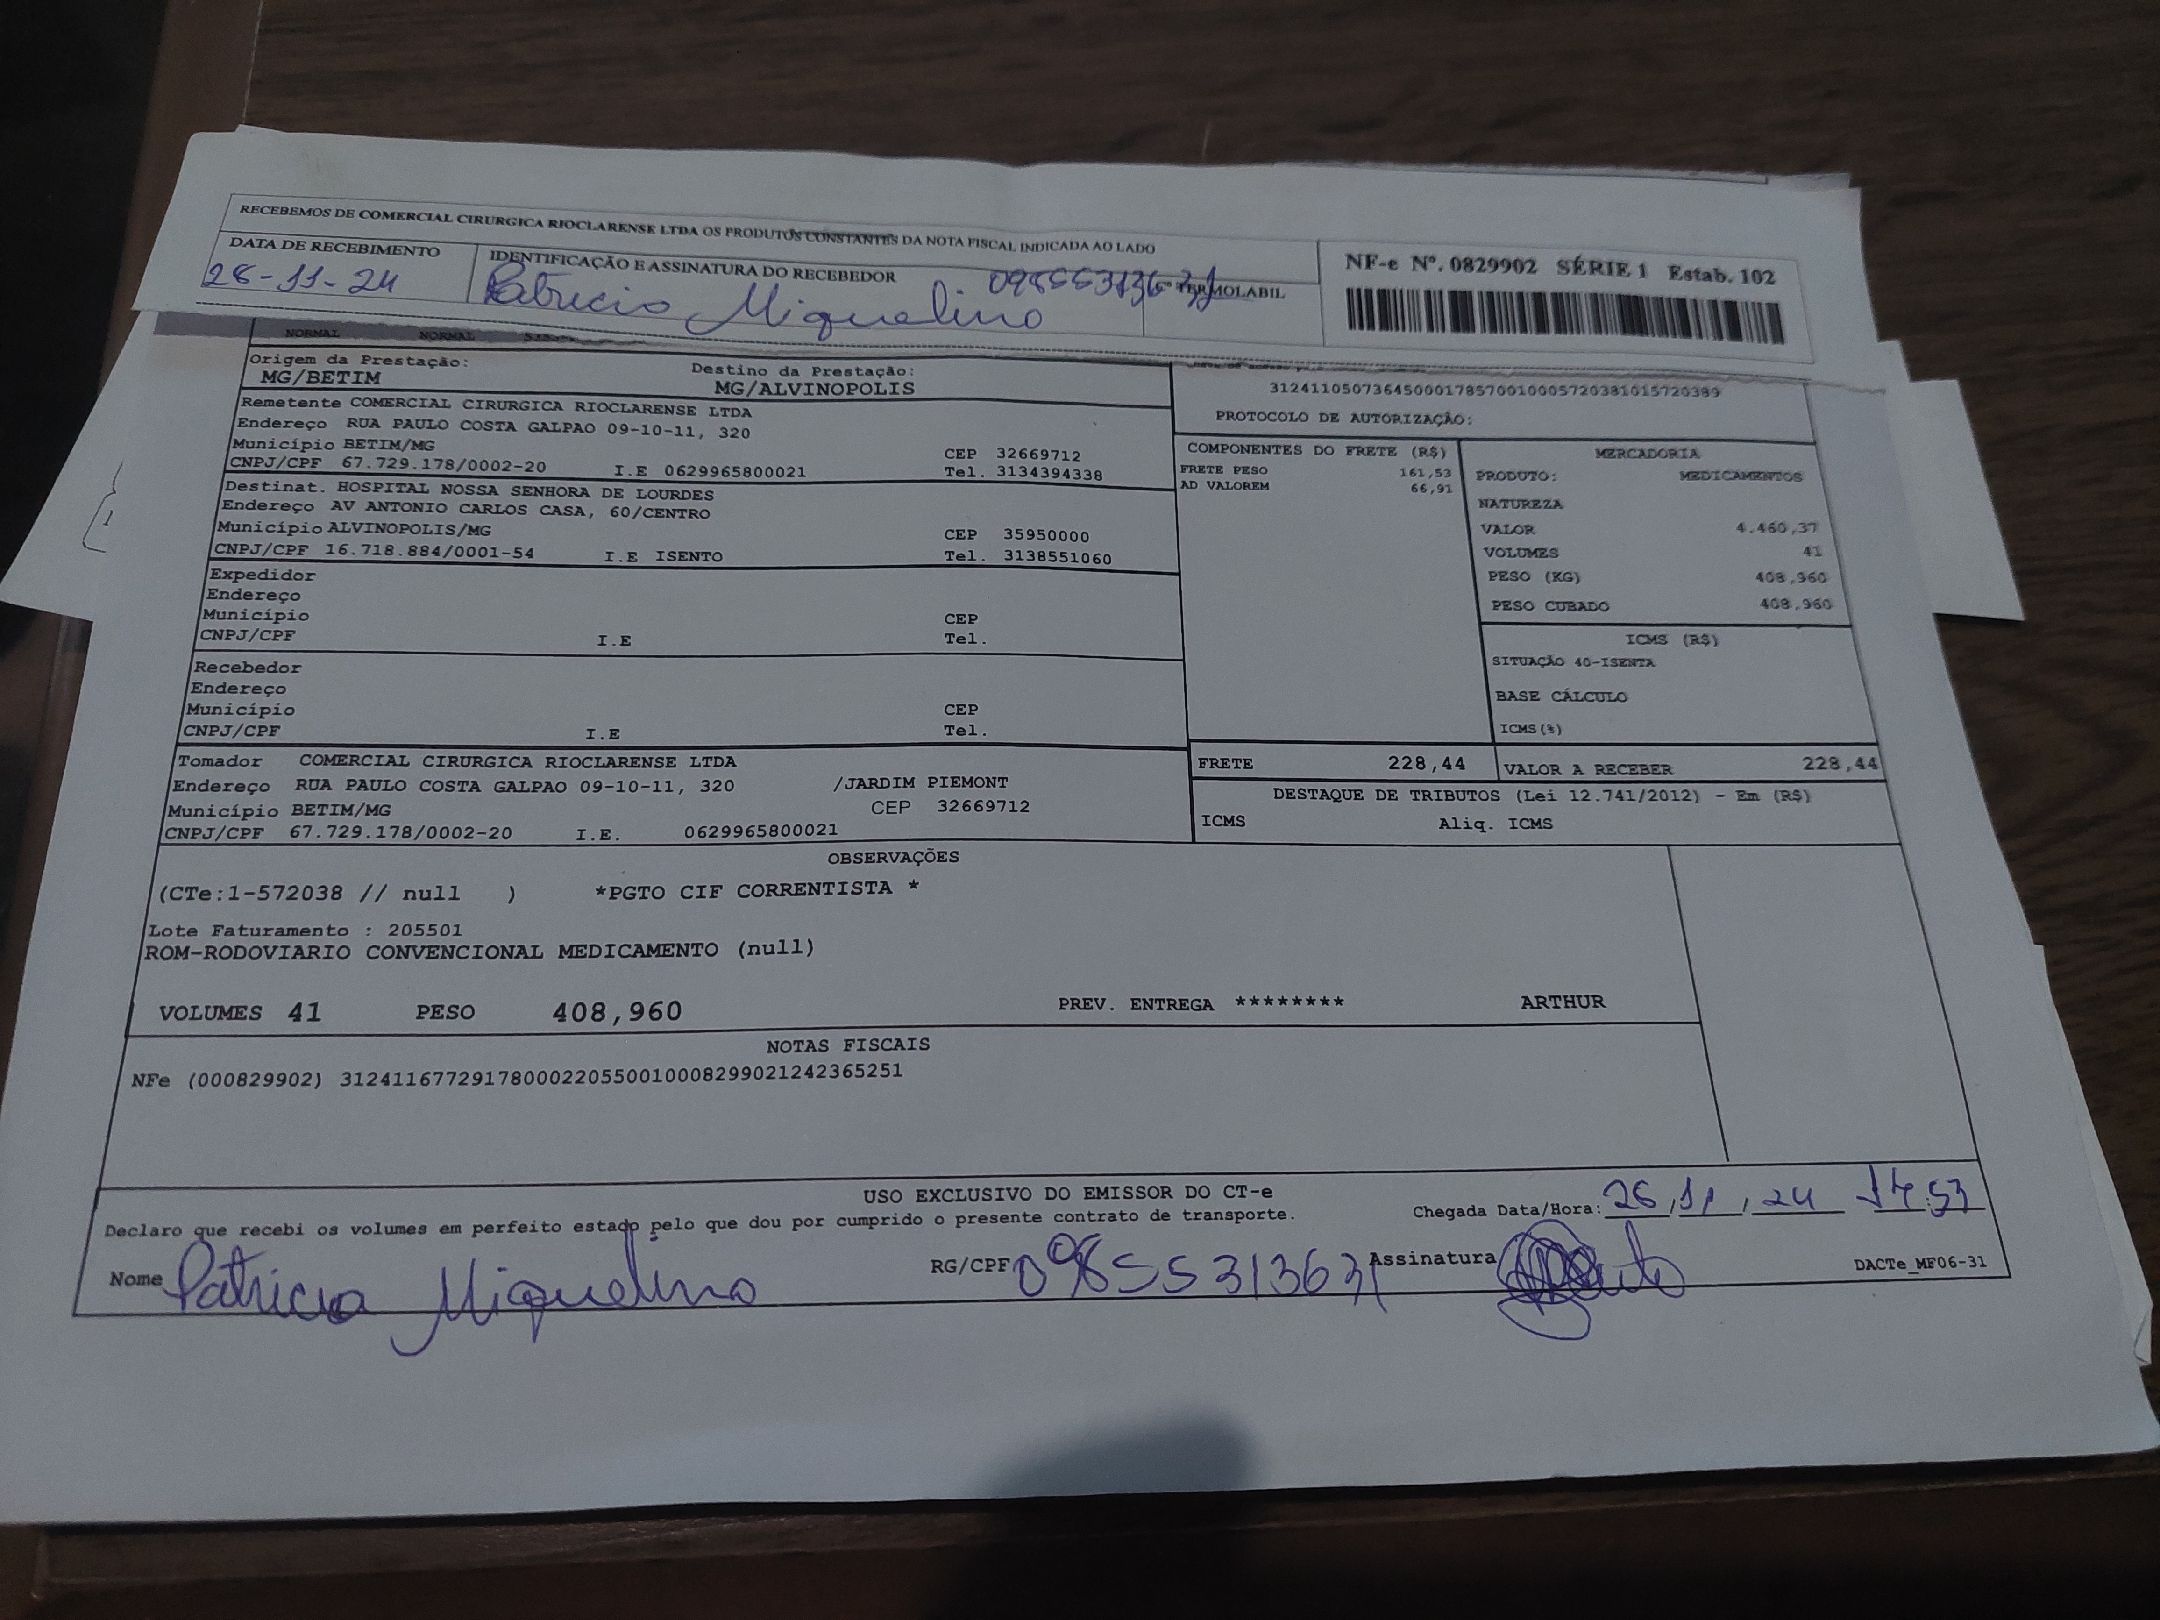 RECEBEMOS DE COMERCIAL CIRURGICA RIOCLARENSE LTDA OS PRODUTOS CONSTANTES DA NOTA FISCAL INDICADA AO LADO
DATA DE RECEBIMENTO
28-11-24
IDENTIFICAÇÃO E ASSINATURA DO RECEBEDOR
Patricia Miquelino
TERMOLABIL
NF-e Nº. 0829902 SÉRIE 1 Estab. 102
NORMAL NORMAL
Origem da Prestação: Destino da Prestação:
MG/BETIM MG/ALVINOPOLIS
Remetente COMERCIAL CIRURGICA RIOCLARENSE LTDA
Endereço RUA PAULO COSTA GALPAO 09-10-11, 320
Município BETIM/MG CEP 32669712
CNPJ/CPF 67.729.178/0002-20 I.E 0629965800021 Tel. 3134394338
Destinat. HOSPITAL NOSSA SENHORA DE LOURDES
Endereço AV ANTONIO CARLOS CASA, 60/CENTRO
Município ALVINOPOLIS/MG CEP 35950000
CNPJ/CPF 16.718.884/0001-54 I.E ISENTO Tel. 3138551060
Expedidor
Endereço
Município CEP
CNPJ/CPF I.E Tel.
Recebedor
Endereço
Município CEP
CNPJ/CPF I.E Tel.
Tomador COMERCIAL CIRURGICA RIOCLARENSE LTDA
Endereço RUA PAULO COSTA GALPAO 09-10-11, 320 /JARDIM PIEMONT
Município BETIM/MG CEP 32669712
CNPJ/CPF 67.729.178/0002-20 I.E. 0629965800021
31241105073645000178570010005720381015720389
PROTOCOLO DE AUTORIZAÇÃO:
COMPONENTES DO FRETE (R$)
FRETE PESO 161,53
AD VALOREM 66,91
MERCADORIA
PRODUTO: MEDICAMENTOS
NATUREZA
VALOR 4.460,37
VOLUMES 41
PESO (KG) 408,960
PESO CUBADO 408,960
ICMS (R$)
SITUAÇÃO 40-ISENTA
BASE CÁLCULO
ICMS(%)
FRETE 228,44 VALOR A RECEBER 228,44
DESTAQUE DE TRIBUTOS (Lei 12.741/2012) - Em (R$)
ICMS Aliq. ICMS
OBSERVAÇÕES
(CTe:1-572038 // null ) *PGTO CIF CORRENTISTA *
Lote Faturamento : 205501
ROM-RODOVIARIO CONVENCIONAL MEDICAMENTO (null)
VOLUMES 41 PESO 408,960 PREV. ENTREGA ******** ARTHUR
NOTAS FISCAIS
NFe (000829902) 31241167729178000220550010008299021242365251
USO EXCLUSIVO DO EMISSOR DO CT-e
Declaro que recebi os volumes em perfeito estado pelo que dou por cumprido o presente contrato de transporte.
Chegada Data/Hora: 26/11/24
Nome Patricia Miquelino RG/CPF 09855313631 Assinatura
DACTe_MF06-31